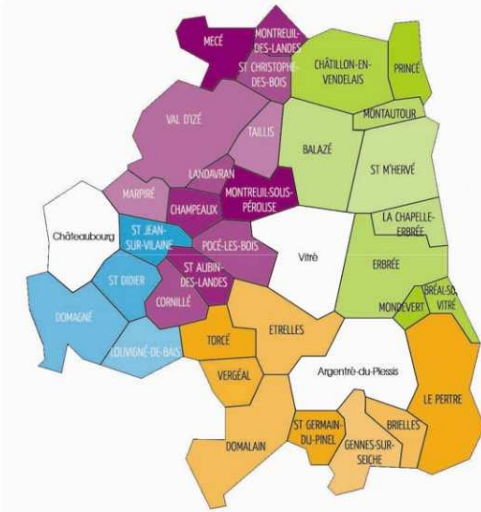 MECÉ
MONTREUIL-
DES-LANDES
ST CHRISTOPHE-
DES-BOIS
CHÂTILLON-EN-
VENDELAIS
PRINCÉ
MONTAUTOUR
VAL D'IZÉ
TAILLIS
BALAZÉ
ST M'HERVÉ
LANDAVRAN
MARPIRÉ
MONTREUIL-SOUS-
PÉROUSE
CHAMPEAUX
LA CHAPELLE-
ERBRÉE
Châteaubourg
ST JEAN-
SUR-VILAINE
POCÉ-LES-BOIS
Vitré
ERBRÉE
ST DIDIER
ST AUBIN
DES-LANDES
CORNILLÉ
MONDEVERT
BRÉAL-SO
VITRÉ
DOMAGNÉ
LOUVIGNÉ-DE-BAIS
TORCÉ
ETRELLES
VERGÉAL
Argentré-du-Plessis
LE PERTRE
DOMALAIN
ST GERMAIN-
DU-PINEL
GENNES-SUR-
SEICHE
BRIELLES